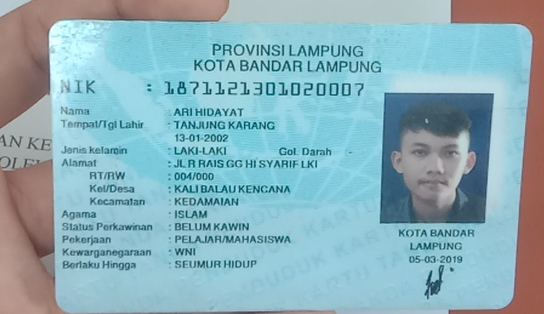 PROVINSI LAMPUNG
KOTA BANDAR LAMPUNG
NIK : 1871121301020007
Nama : ARI HIDAYAT
Tempat/Tgl Lahir : TANJUNG KARANG
13-01-2002
Jenis kelamin : LAKI-LAKI Gol. Darah -
Alamat : JL R RAIS GG HI SYARIF LKI
RT/RW : 004/000
Kel/Desa : KALI BALAU KENCANA
Kecamatan : KEDAMAIAN
Agama : ISLAM
Status Perkawinan : BELUM KAWIN
Pekerjaan : PELAJAR/MAHASISWA
Kewarganegaraan : WNI
Berlaku Hingga : SEUMUR HIDUP
KOTA BANDAR
LAMPUNG
05-03-2019